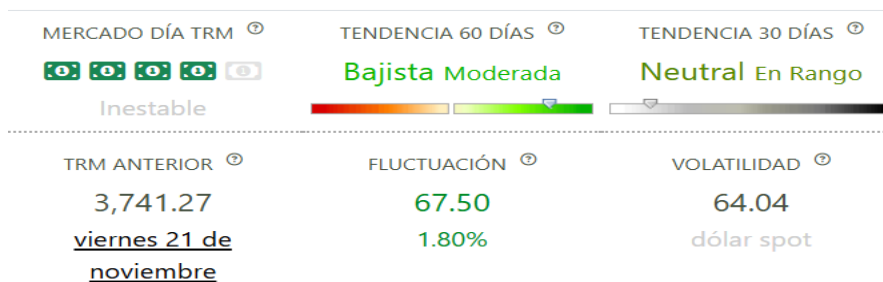 MERCADO DÍA TRM ?
TENDENCIA 60 DÍAS ?
TENDENCIA 30 DÍAS ?
Bajista Moderada
Neutral En Rango
Inestable
TRM ANTERIOR ?
FLUCTUACIÓN ?
VOLATILIDAD ?
3,741.27
67.50
64.04
viernes 21 de
noviembre
1.80%
dólar spot